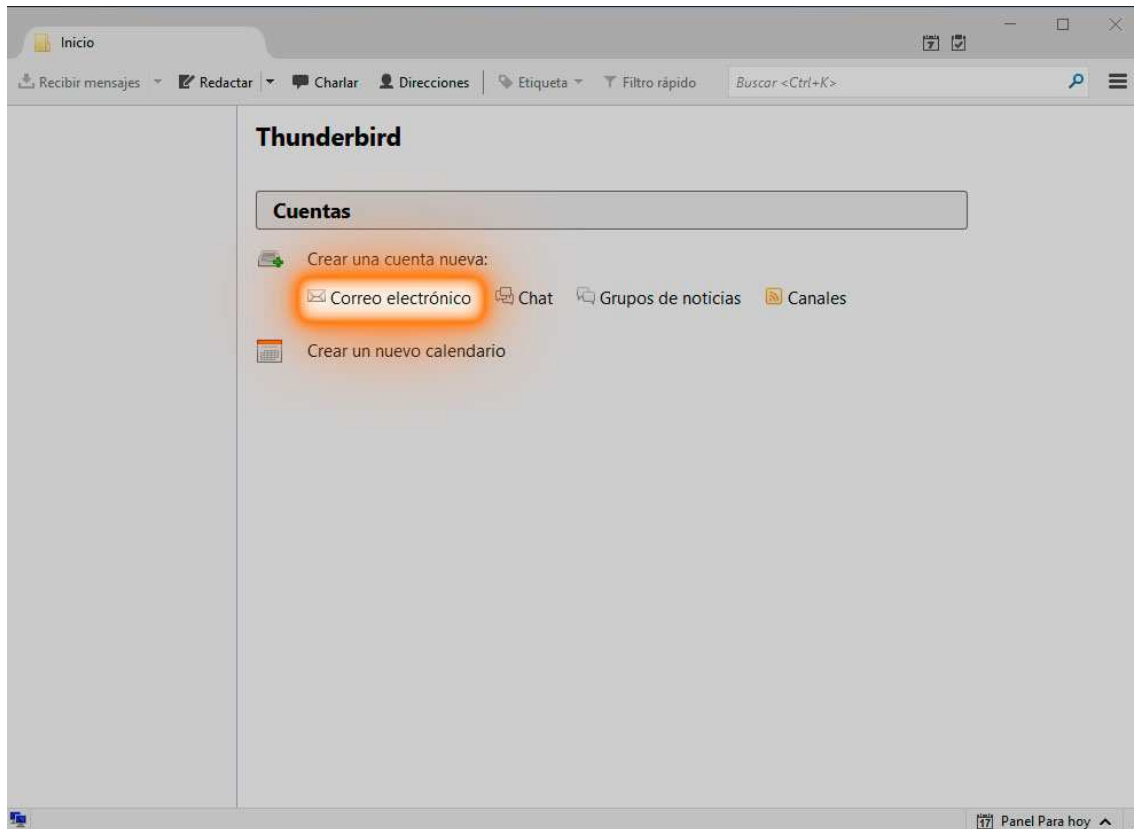 Inicio
Recibir mensajes Redactar Charlar Direcciones Etiqueta Filtro rápido Buscar <Ctrl+K>
Thunderbird
Cuentas
Crear una cuenta nueva:
Correo electrónico Chat Grupos de noticias Canales
Crear un nuevo calendario
17 Panel Para hoy